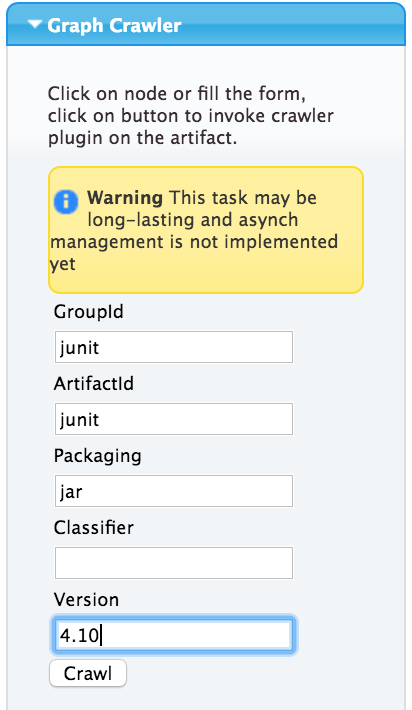 Graph Crawler
Click on node or fill the form,
click on button to invoke crawler
plugin on the artifact.
Warning This task may be
long-lasting and asynch
management is not implemented
yet
GroupId
junit
ArtifactId
junit
Packaging
jar
Classifier
Version
4.10
Crawl